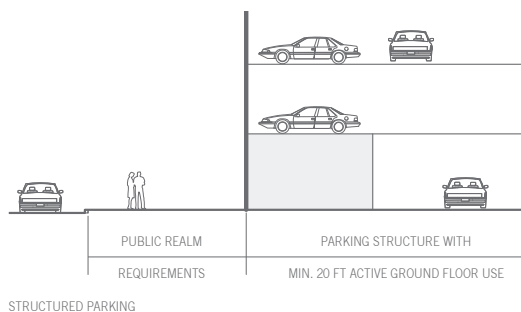 PUBLIC REALM
REQUIREMENTS
PARKING STRUCTURE WITH
MIN. 20 FT ACTIVE GROUND FLOOR USE
STRUCTURED PARKING